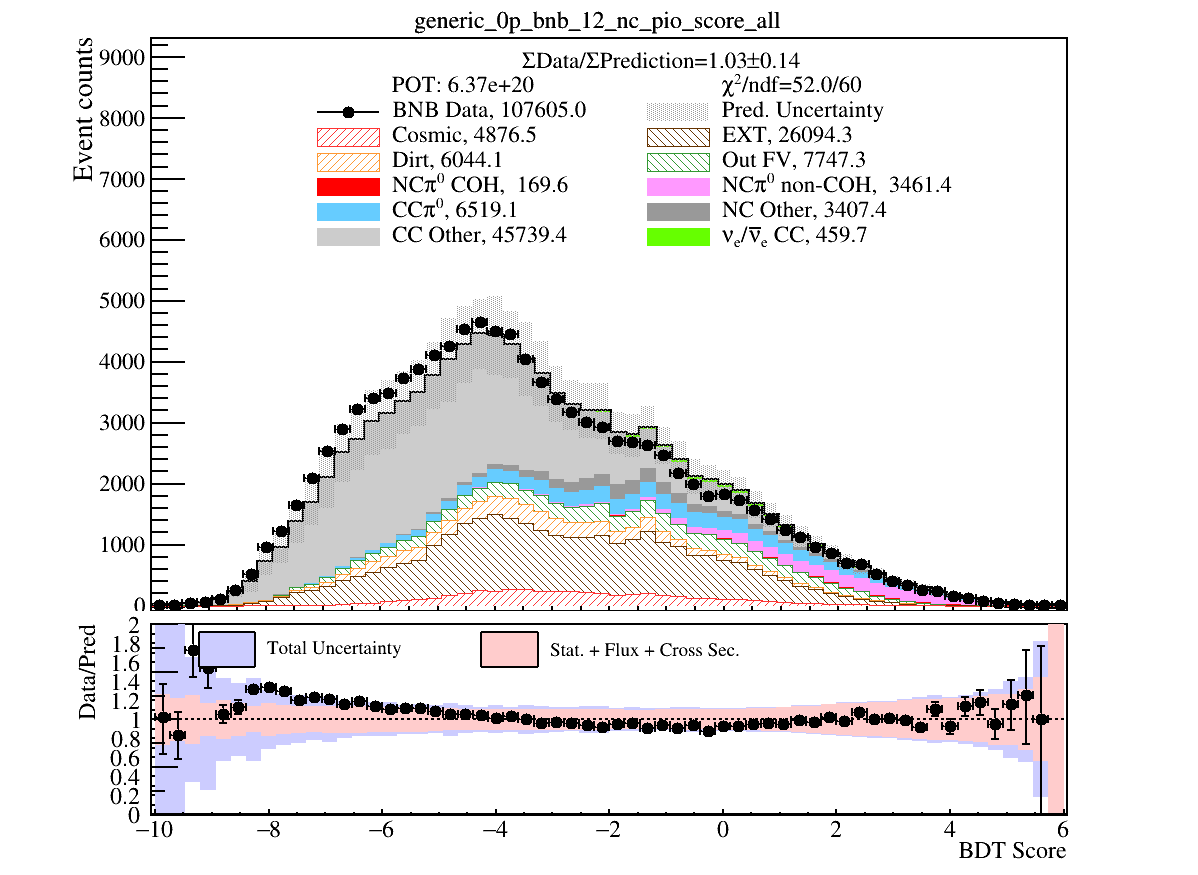 generic_0p_bnb_12_nc_pio_score_all
ΣData/ΣPrediction=1.03±0.14
POT: 6.37e+20 χ²/ndf=52.0/60
BNB Data, 107605.0 Pred. Uncertainty
Cosmic, 4876.5 EXT, 26094.3
Dirt, 6044.1 Out FV, 7747.3
NCπ⁰ COH, 169.6 NCπ⁰ non-COH, 3461.4
CCπ⁰, 6519.1 NC Other, 3407.4
CC Other, 45739.4 νₑ/ν̅ₑ CC, 459.7
Event counts
9000
8000
7000
6000
5000
4000
3000
2000
1000
0
Total Uncertainty Stat. + Flux + Cross Sec.
Data/Pred
2
1.8
1.6
1.4
1.2
1
0.8
0.6
0.4
0.2
0
−10 −8 −6 −4 −2 0 2 4 6
BDT Score